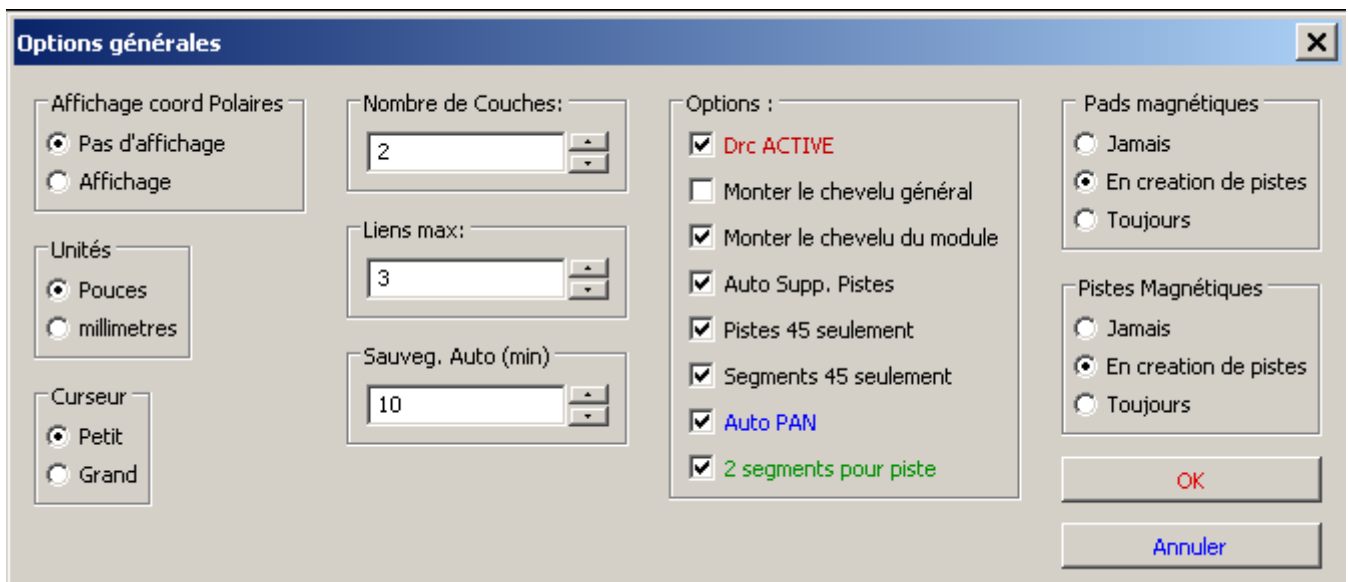 Options générales
Affichage coord Polaires
Pas d'affichage
Affichage
Unités
Pouces
millimetres
Curseur
Petit
Grand
Nombre de Couches:
2
Liens max:
3
Sauveg. Auto (min)
10
Options :
Drc ACTIVE
Monter le chevelu général
Monter le chevelu du module
Auto Supp. Pistes
Pistes 45 seulement
Segments 45 seulement
Auto PAN
2 segments pour piste
Pads magnétiques
Jamais
En creation de pistes
Toujours
Pistes Magnétiques
Jamais
En creation de pistes
Toujours
OK
Annuler